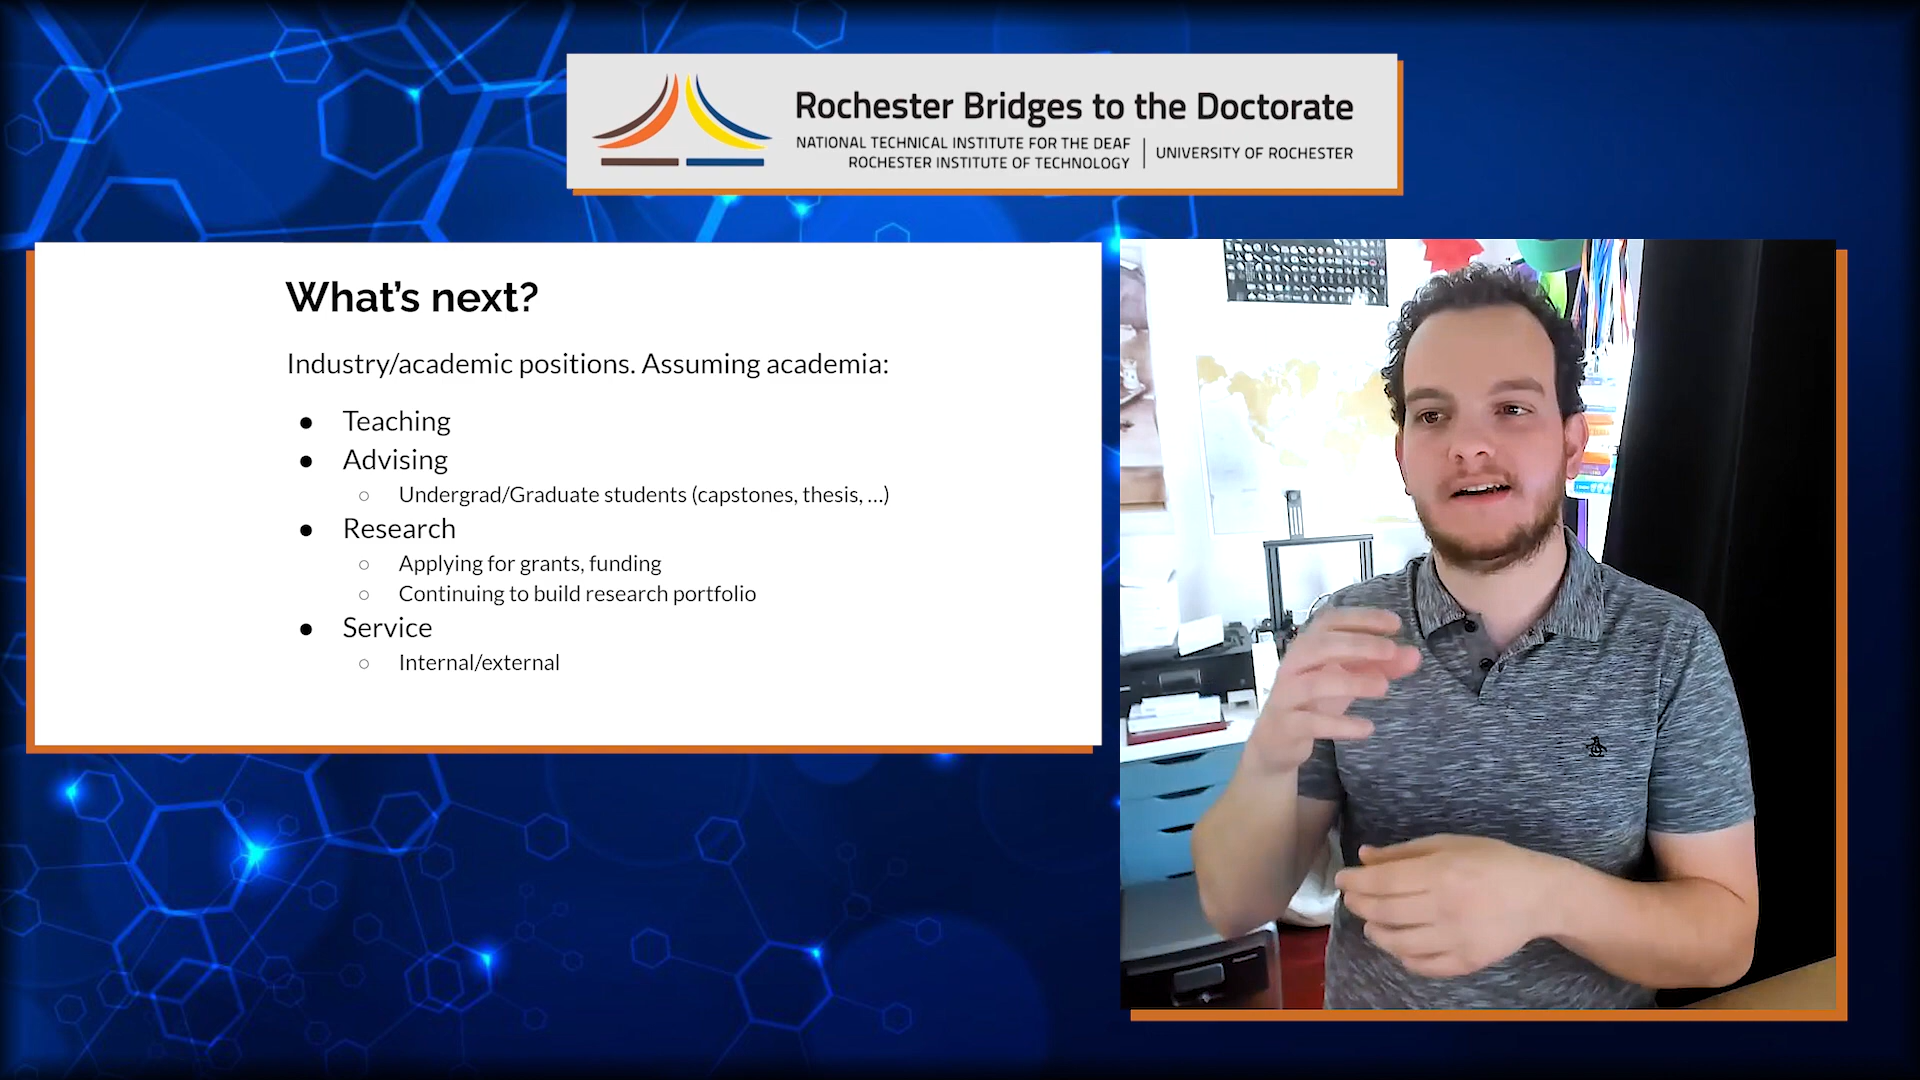 Rochester Bridges to the Doctorate
NATIONAL TECHNICAL INSTITUTE FOR THE DEAF
ROCHESTER INSTITUTE OF TECHNOLOGY
UNIVERSITY OF ROCHESTER
What's next?
Industry/academic positions. Assuming academia:
● Teaching
● Advising
○ Undergrad/Graduate students (capstones, thesis, ...)
● Research
○ Applying for grants, funding
○ Continuing to build research portfolio
● Service
○ Internal/external